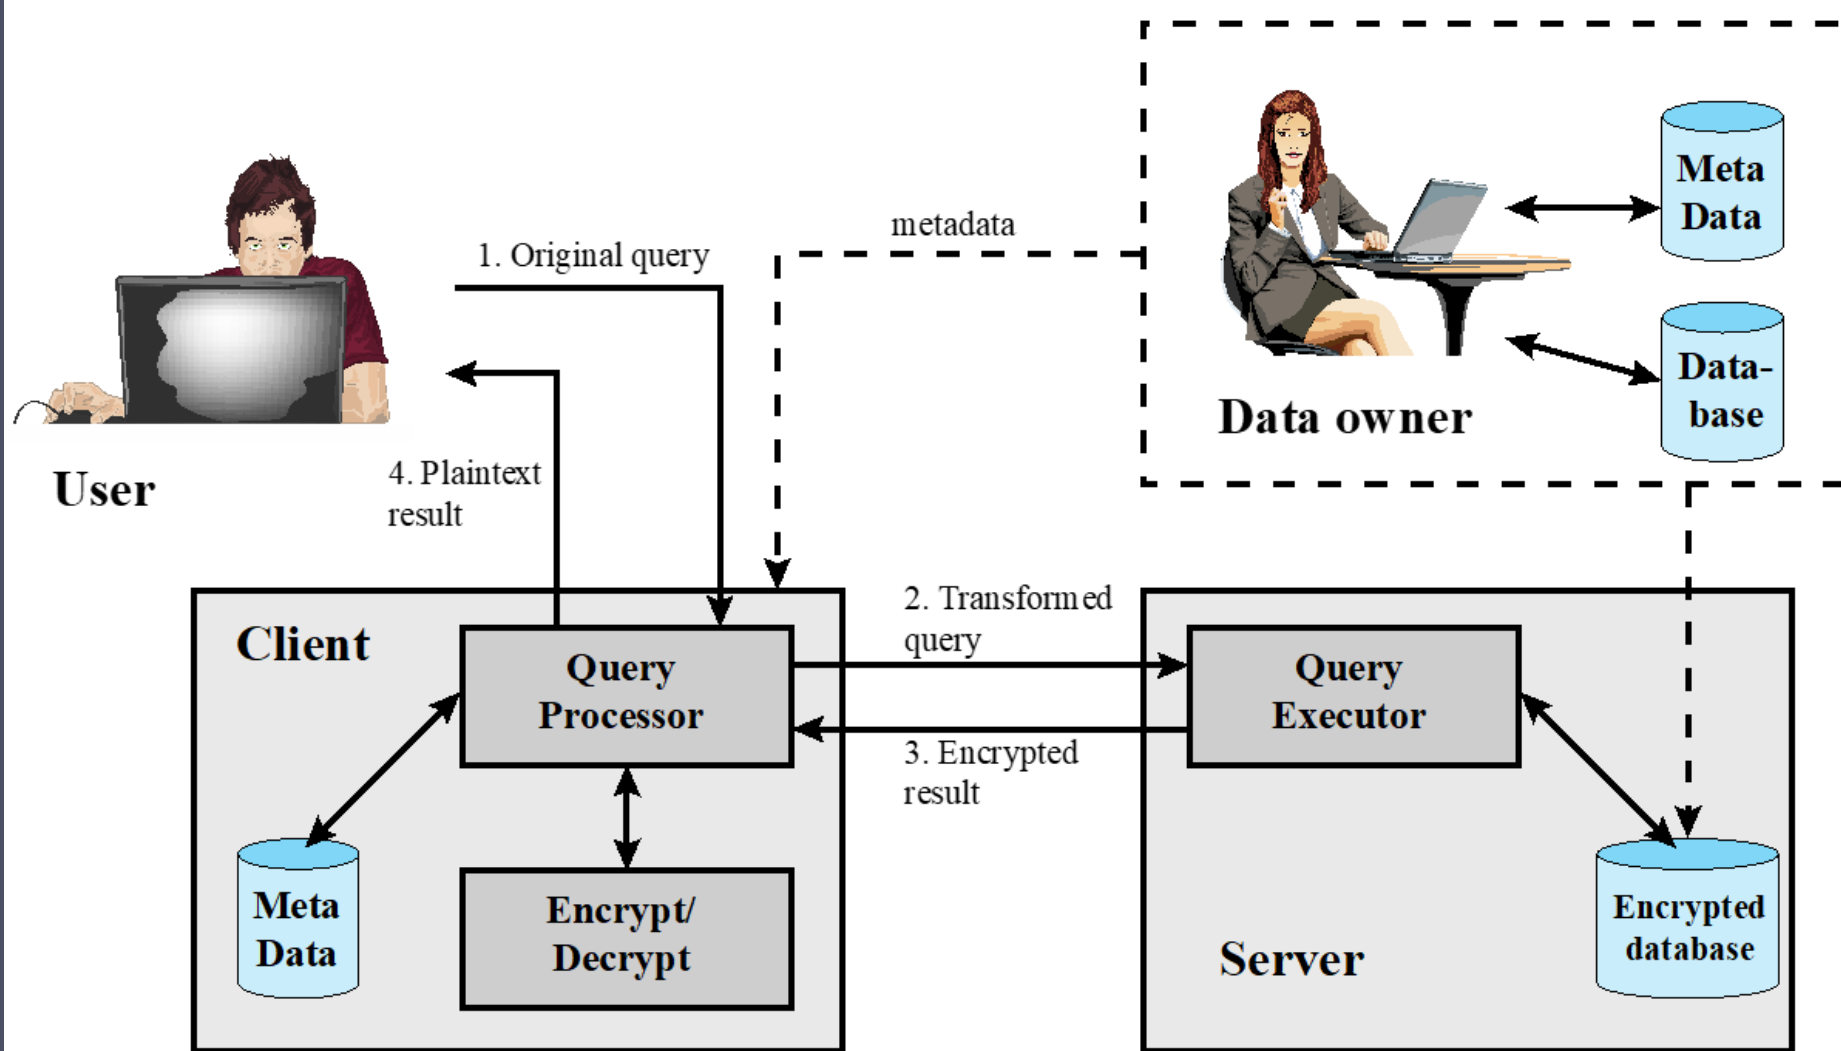 metadata
1. Original query
Meta
Data
Data-
base
Data owner
User
4. Plaintext
result
Client
Query
Processor
2. Transformed
query
3. Encrypted
result
Query
Executor
Meta
Data
Encrypt/
Decrypt
Server
Encrypted
database